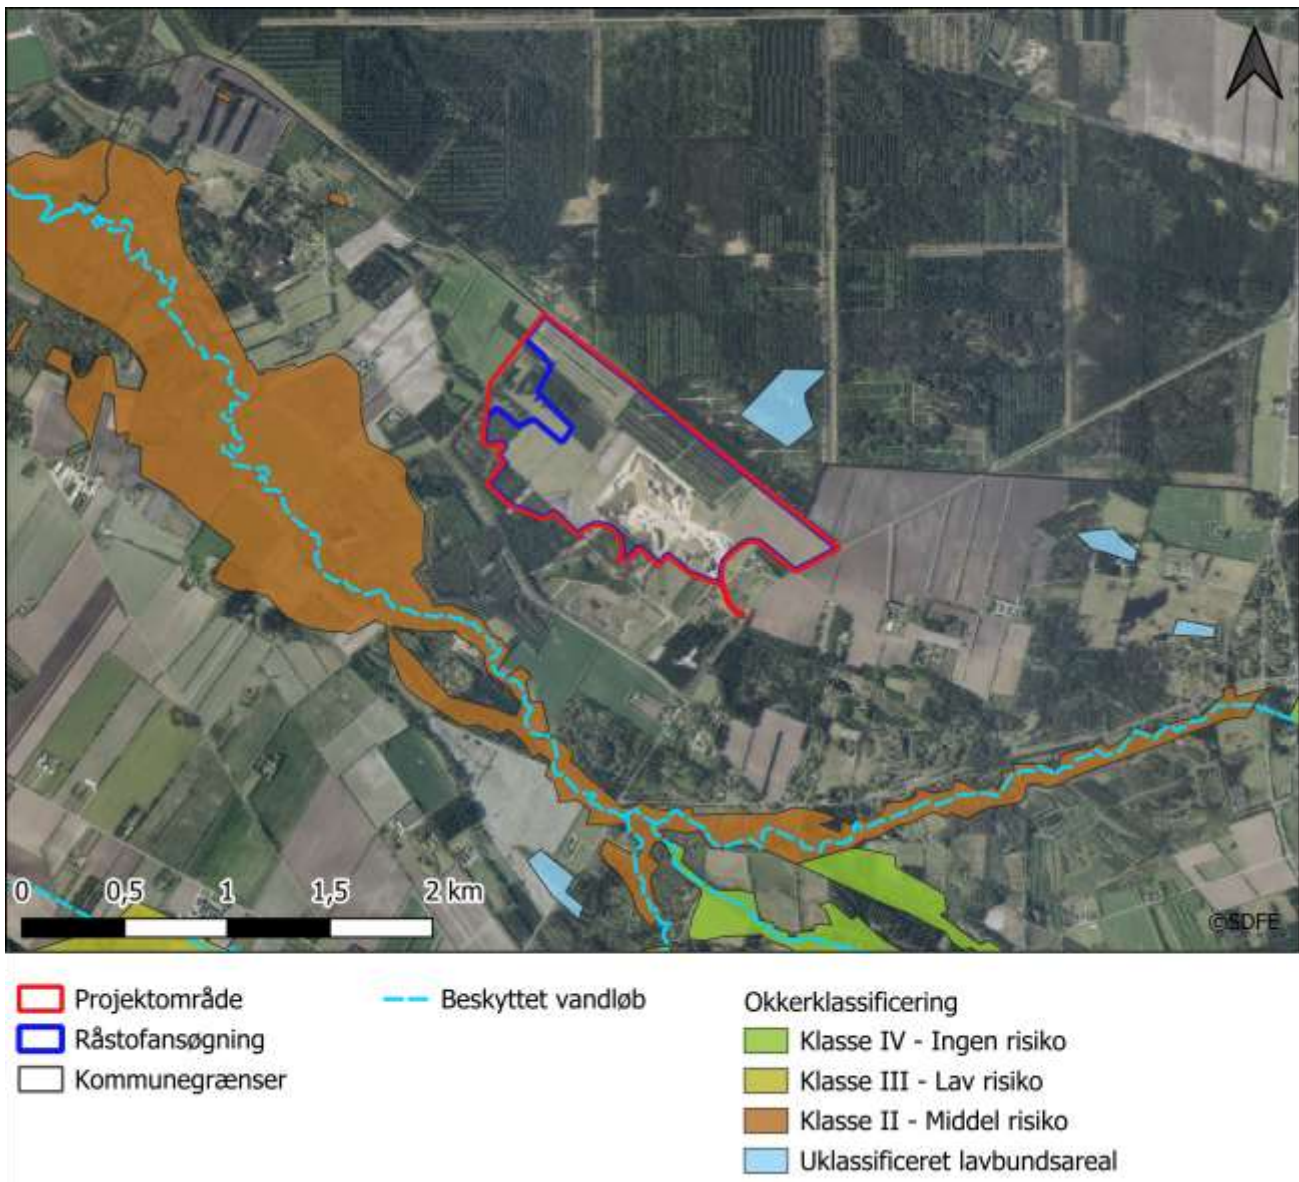 0 0,5 1 1,5 2 km
©SDFE
Projektområde
Råstofansøgning
Kommunegrænser
Beskyttet vandløb
Okkerklassificering
Klasse IV - Ingen risiko
Klasse III - Lav risiko
Klasse II - Middel risiko
Uklassificeret lavbundsareal